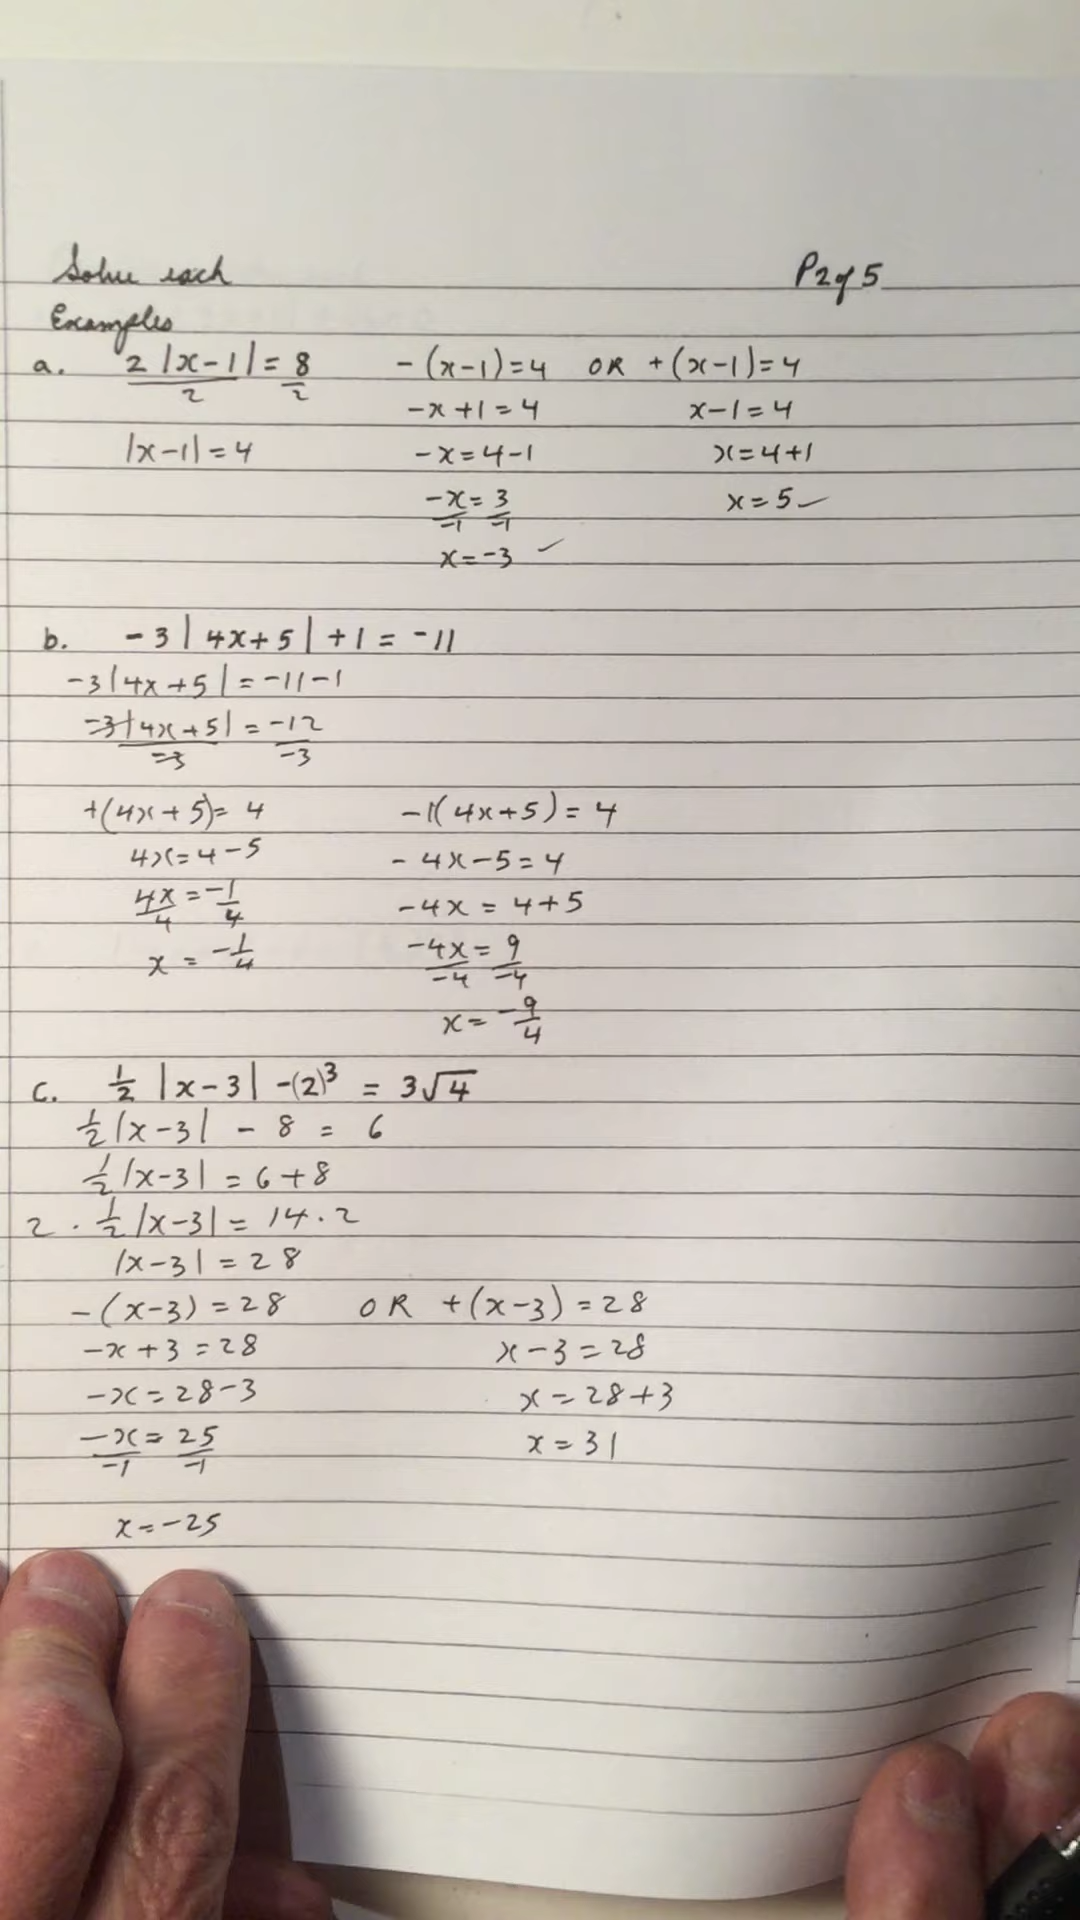 Solve each P2of5
Examples
a. 2|x-1| = 8 -(x-1)=4 OR +(x-1)=4
2 2 -x+1=4 x-1=4
|x-1|=4 -x=4-1 x=4+1
-x=3 x=5 ✓
-1 -1
x=-3 ✓
b. -3|4x+5|+1 = -11
-3|4x+5| = -11-1
-3|4x+5| = -12
-3 -3
+(4x+5)=4 -1(4x+5)=4
4x=4-5 -4x-5=4
4x/4 = -1/4 -4x = 4+5
x = -1/4 -4x/-4 = 9/-4
x = -9/4
c. 1/2 |x-3| -(2)³ = 3√4
1/2|x-3| - 8 = 6
1/2|x-3| = 6+8
2 · 1/2|x-3| = 14.2
|x-3| = 28
-(x-3)=28 OR +(x-3)=28
-x+3=28 x-3=28
-x=28-3 x=28+3
-x/-1 = 25/-1 x=31
x=-25